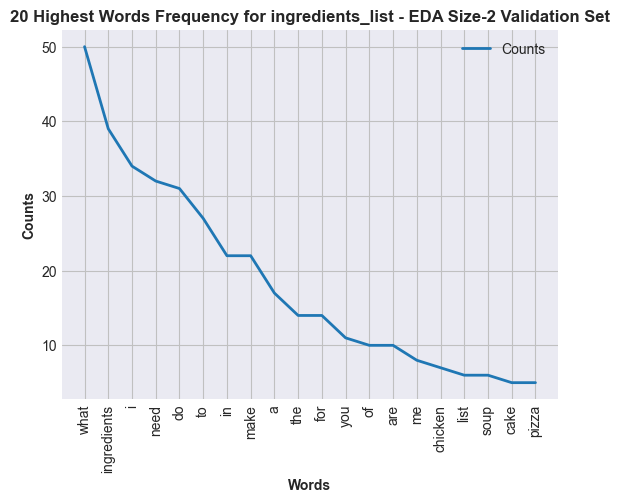 20 Highest Words Frequency for ingredients_list - EDA Size-2 Validation Set
Counts
50
40
30
20
10
Counts
what
ingredients
i
need
do
to
in
make
a
the
for
you
of
are
me
chicken
list
soup
cake
pizza
Words